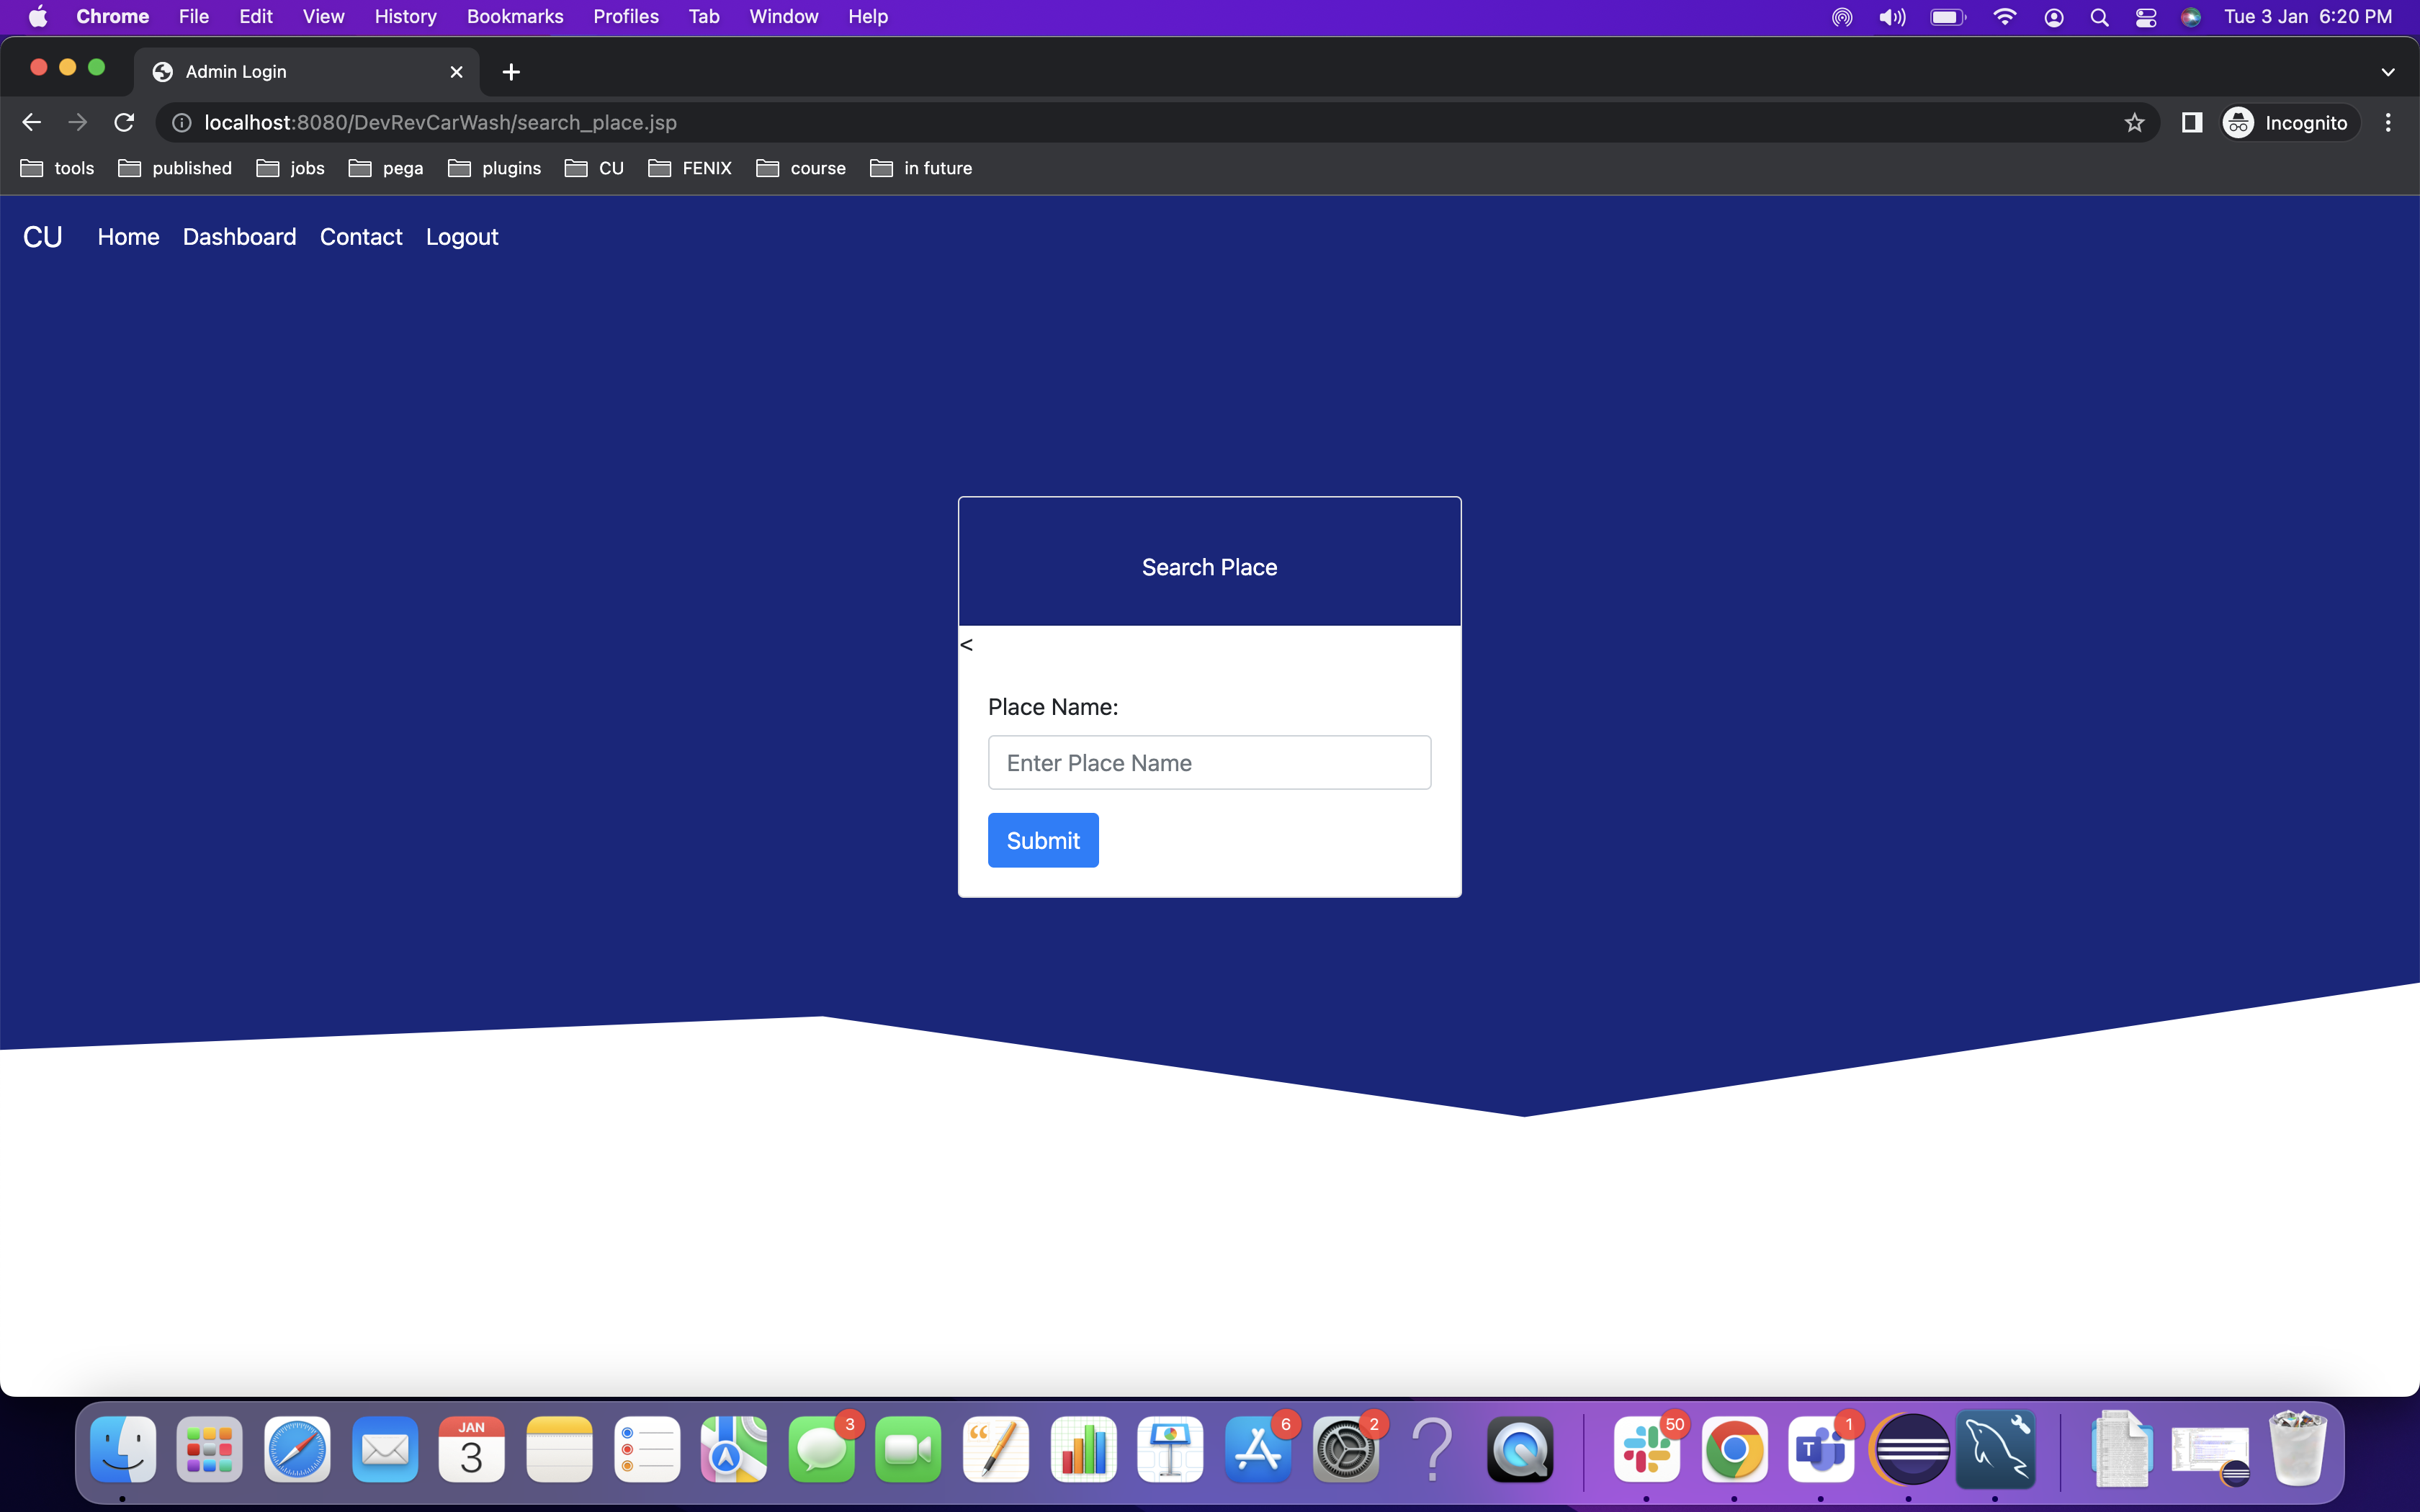 Chrome File Edit View History Bookmarks Profiles Tab Window Help Tue 3 Jan 6:20 PM
Admin Login
localhost:8080/DevRevCarWash/search_place.jsp Incognito
tools published jobs pega plugins CU FENIX course in future
CU Home Dashboard Contact Logout
Search Place
<
Place Name:
Enter Place Name
Submit
JAN 3 6 2 50 1
3